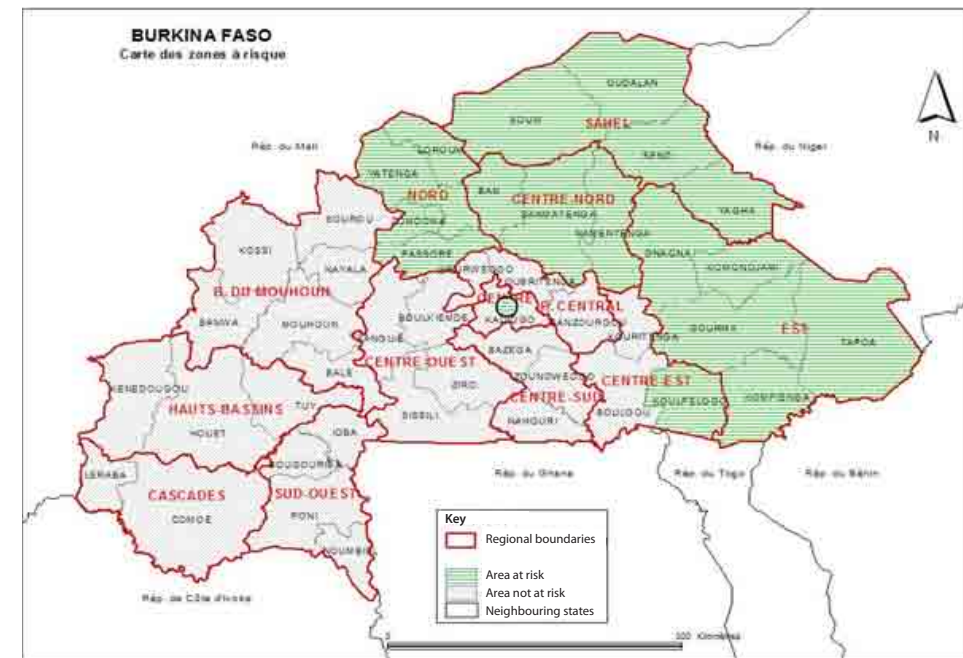 BURKINA FASO
Carte des zones à risque
N
OUDALAN
SOUM
SAHEL
SENO
Rép. du Mali
Rép. du Niger
LOROUM
YATENGA
BAM
NORD
CENTRE-NORD
YAGHA
SANMATENGA
ZONDOMA
SOUROU
NAMENTENGA
GNAGNA
KOSSI
PASSORE
KOMONDJARI
NAYALA
KOURWEOGO
OUBRITENGA
B. DU MOUHOUN
CENTRE
P. CENTRAL
BANWA
MOUHOUN
BOULKIEMDE
KADIOGO
GANZOURGOU
GOURMA
EST
SANGUIE
KOURITENGA
TAPOA
BAZEGA
CENTRE-OUEST
BALE
ZOUNDWEOGO
CENTRE-EST
KENEDOUGOU
ZIRO
KOULPELOGO
KOMPIENGA
HAUTS-BASSINS
TUY
CENTRE-SUD
SISSILI
BOULGOU
HOUET
NAHOURI
IOBA
BOUGOURIBA
LERABA
Rép. du Ghana
Rép. du Togo
Rép. du Bénin
CASCADES
SUD-OUEST
COMOE
PONI
NOUMBIEL
Rép. de Côte d'Ivoire
Key
Regional boundaries
Area at risk
Area not at risk
Neighbouring states